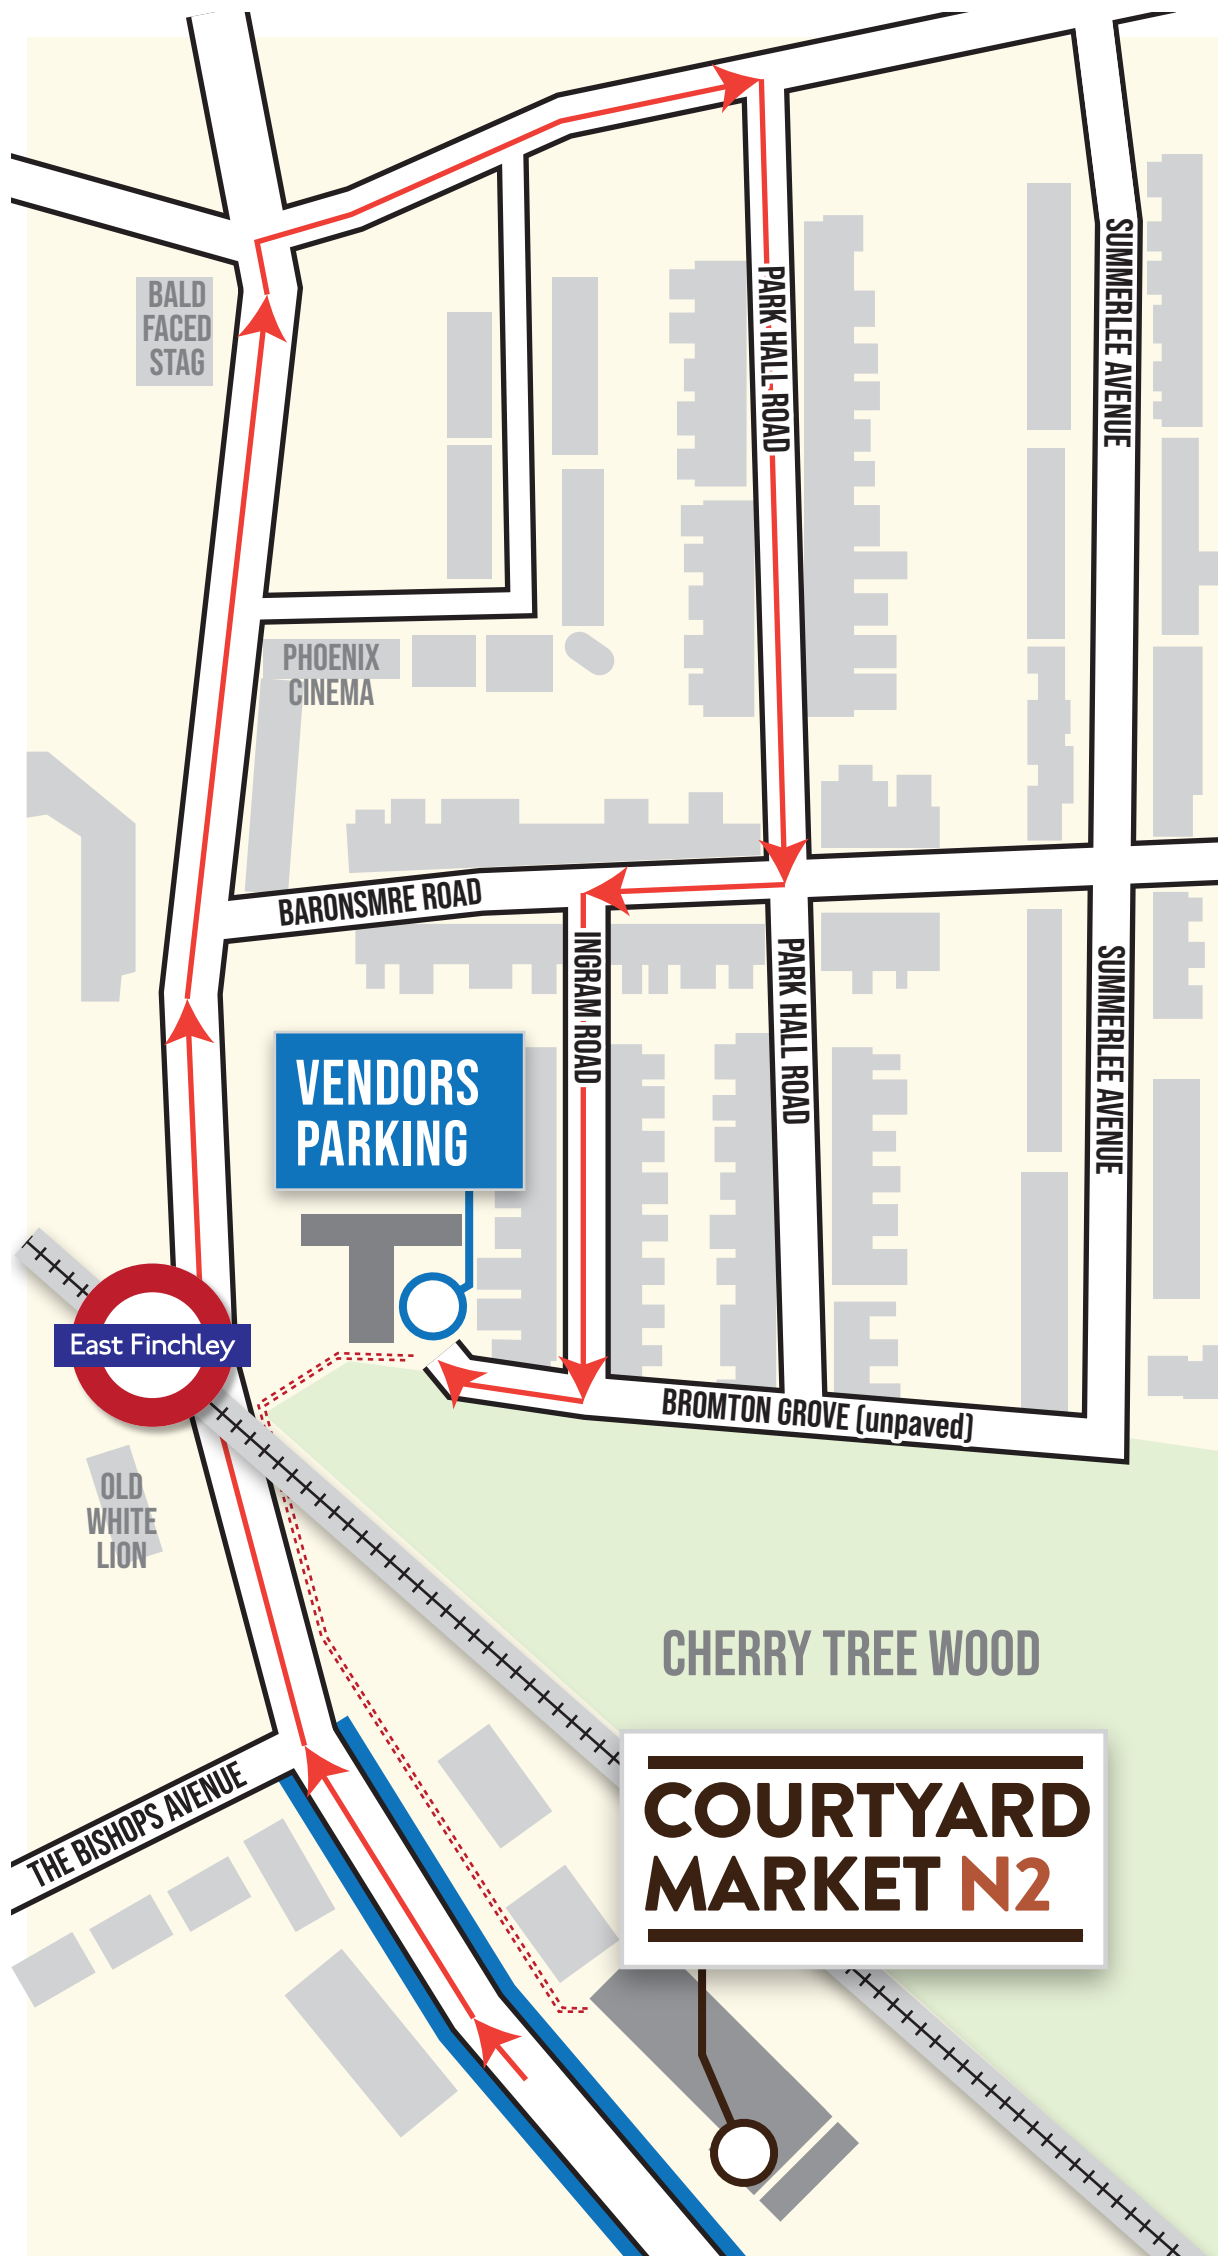 BALD
FACED
STAG
PARK HALL ROAD
SUMMERLEE AVENUE
PHOENIX
CINEMA
BARONSMRE ROAD
INGRAM ROAD
PARK HALL ROAD
SUMMERLEE AVENUE
VENDORS
PARKING
East Finchley
BROMTON GROVE (unpaved)
OLD
WHITE
LION
CHERRY TREE WOOD
THE BISHOPS AVENUE
COURTYARD
MARKET N2